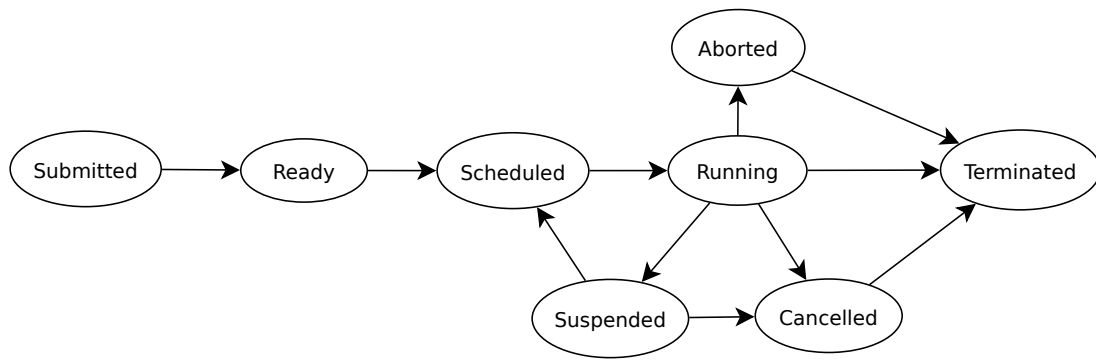 Aborted
Submitted
Ready
Scheduled
Running
Terminated
Suspended
Cancelled